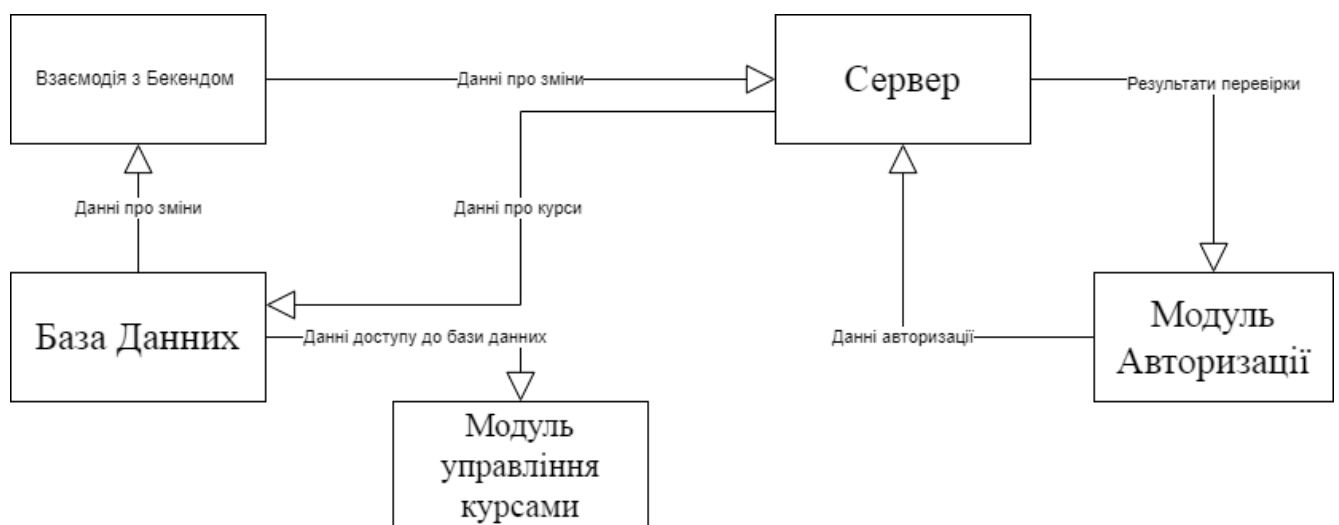 Взаємодія з Бекендом
Данні про зміни
Сервер
Результати перевірки
Данні про зміни
Данні про курси
База Данних
Данні доступу до бази данних
Данні авторизації
Модуль
Авторизації
Модуль
управління
курсами